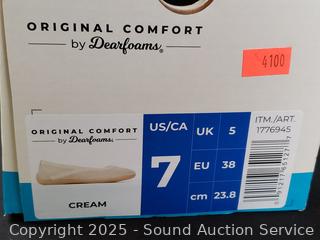 ORIGINAL COMFORT
by Dearfoams®
4100
ORIGINAL COMFORT
by Dearfoams®
CREAM
US/CA
7
UK 5
EU 38
cm 23.8
ITM./ART.
1776945
Copyright 2025 - Sound Auction Service